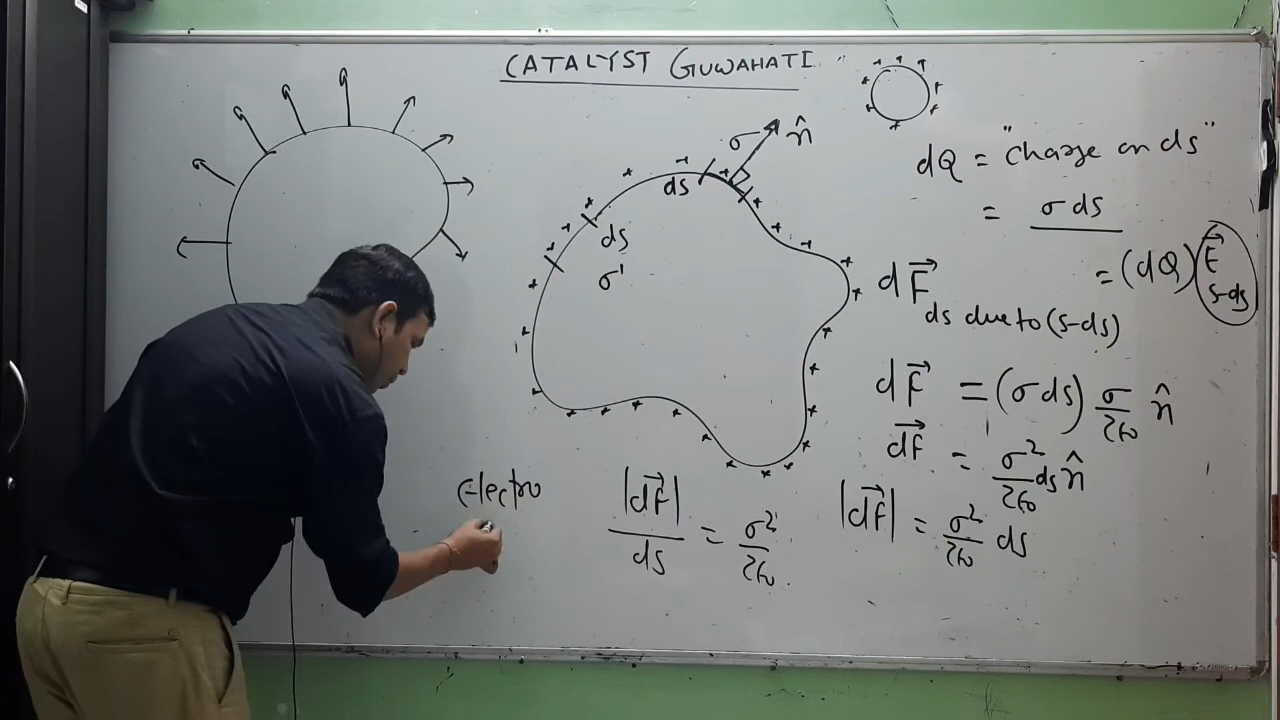 CATALYST GUWAHATI
σ n̂
ds
ds
σ'
dQ = "charge on ds"
= σ ds
dF⃗ ds due to (s-ds) = (dQ) E⃗ s-ds
dF⃗ = (σ ds) σ/2ε₀ n̂
dF⃗ = σ²/2ε₀ ds n̂
|dF⃗| = σ²/2ε₀ ds
|dF⃗|/ds = σ²/2ε₀.
Electro